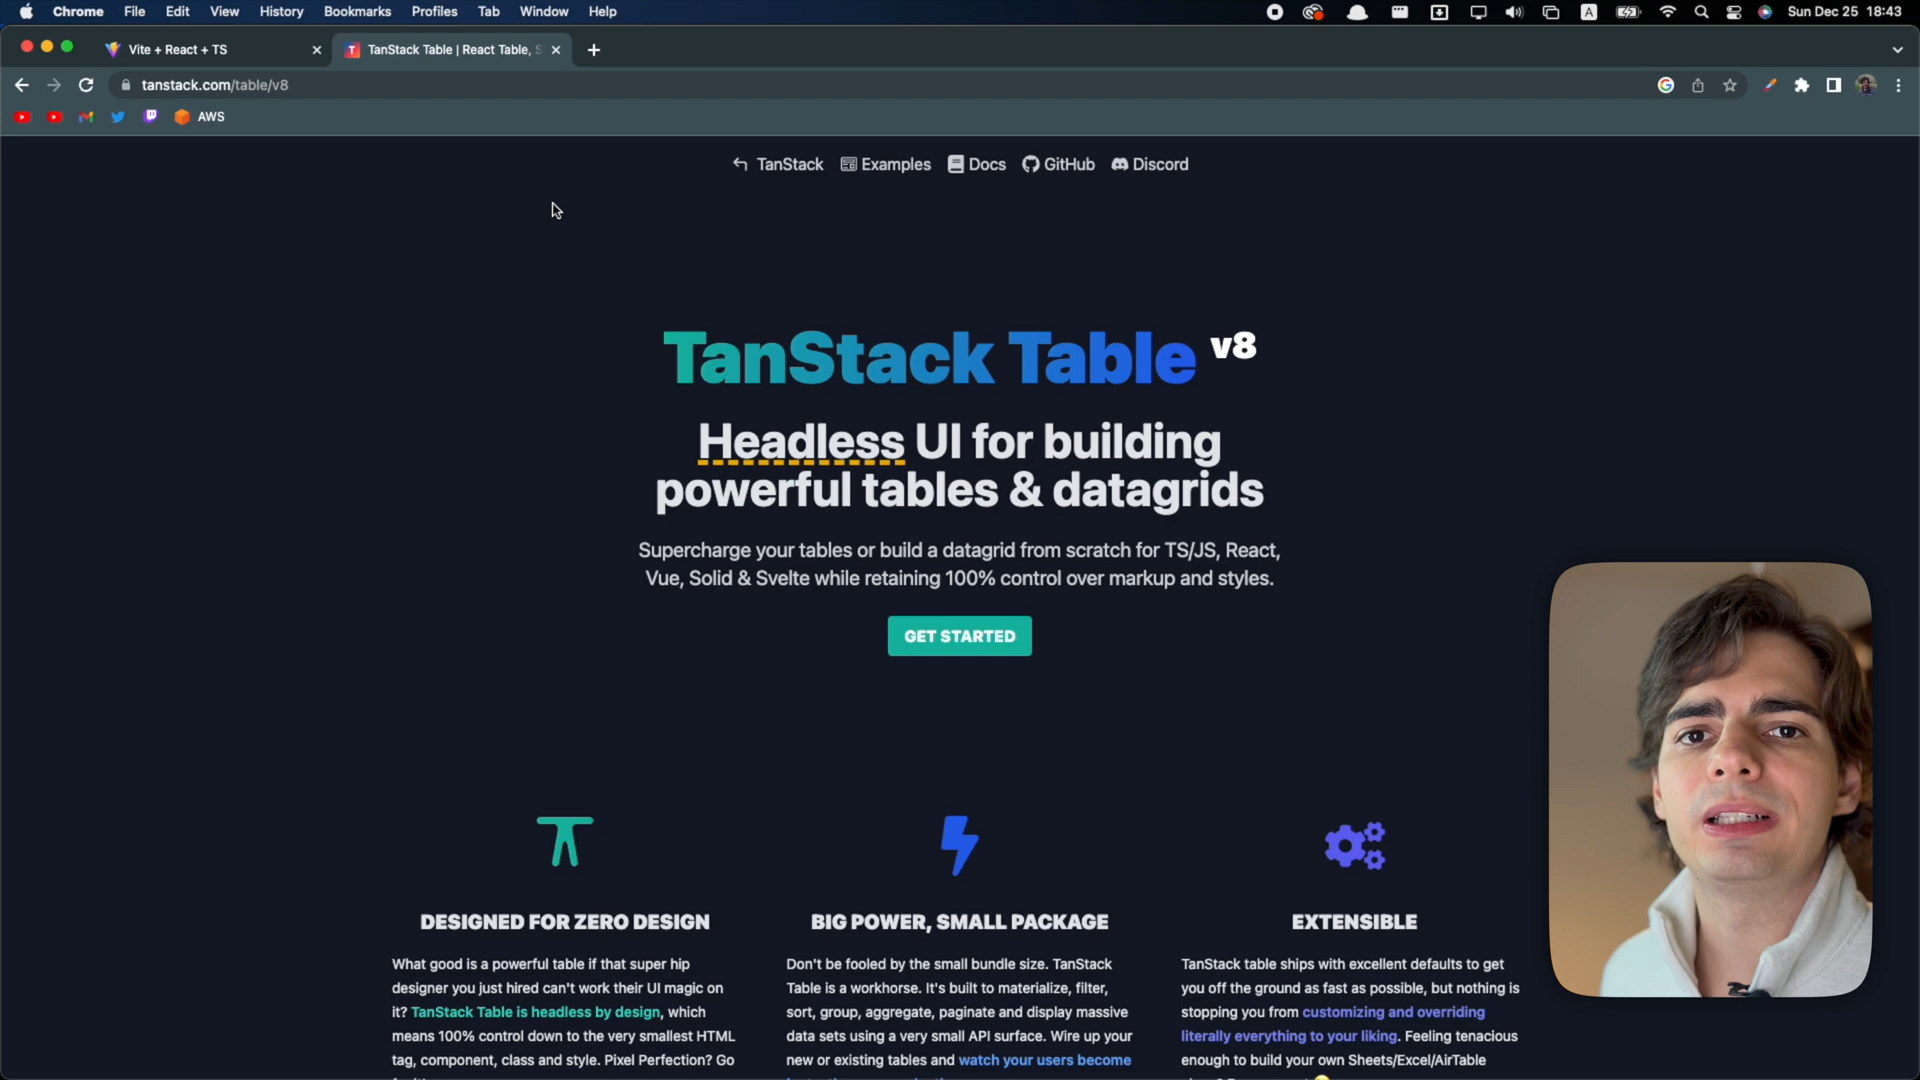 Chrome File Edit View History Bookmarks Profiles Tab Window Help
A
Sun Dec 25 18:43
Vite + React + TS
TanStack Table | React Table, S
tanstack.com/table/v8
AWS
TanStack Examples Docs GitHub Discord
TanStack Table v8
Headless UI for building
powerful tables & datagrids
Supercharge your tables or build a datagrid from scratch for TS/JS, React,
Vue, Solid & Svelte while retaining 100% control over markup and styles.
GET STARTED
DESIGNED FOR ZERO DESIGN
What good is a powerful table if that super hip
designer you just hired can't work their UI magic on
it? TanStack Table is headless by design, which
means 100% control down to the very smallest HTML
tag, component, class and style. Pixel Perfection? Go
BIG POWER, SMALL PACKAGE
Don't be fooled by the small bundle size. TanStack
Table is a workhorse. It's built to materialize, filter,
sort, group, aggregate, paginate and display massive
data sets using a very small API surface. Wire up your
new or existing tables and watch your users become
EXTENSIBLE
TanStack table ships with excellent defaults to get
you off the ground as fast as possible, but nothing is
stopping you from customizing and overriding
literally everything to your liking. Feeling tenacious
enough to build your own Sheets/Excel/AirTable